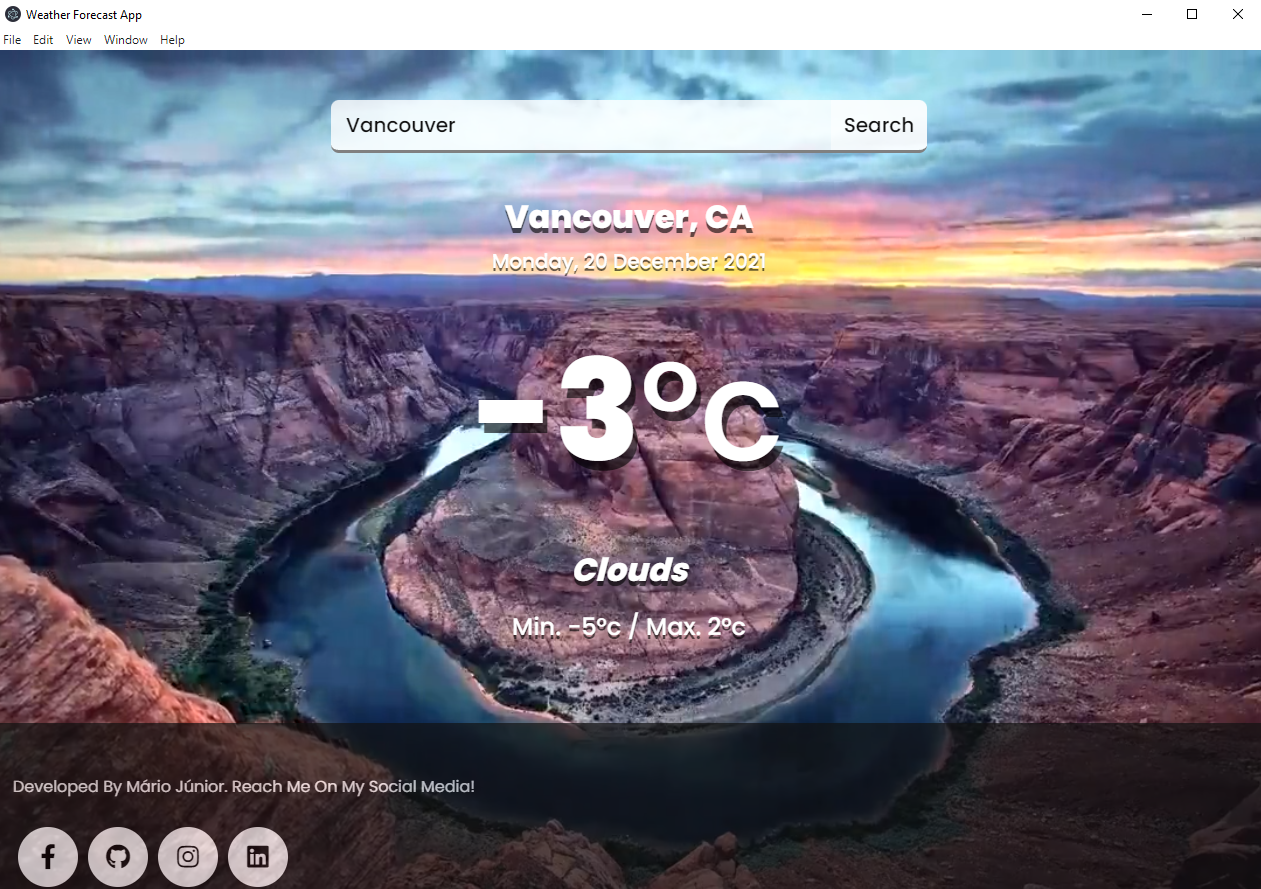 Weather Forecast App
File Edit View Window Help
Vancouver Search
Vancouver, CA
Monday, 20 December 2021
-3°C
Clouds
Min. -5°c / Max. 2°c
Developed By Mário Júnior. Reach Me On My Social Media!